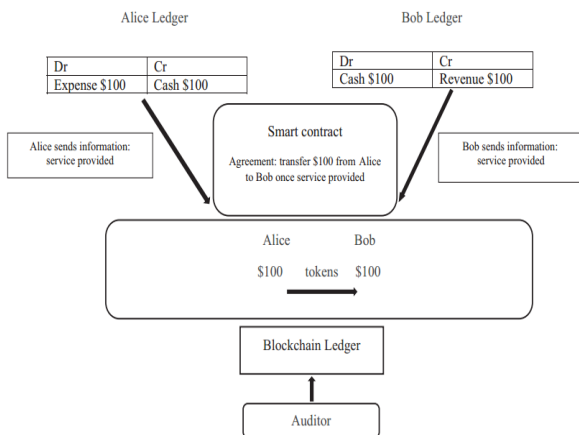 Alice Ledger
Bob Ledger
Dr Cr
Expense $100 Cash $100
Dr Cr
Cash $100 Revenue $100
Smart contract
Agreement: transfer $100 from Alice
to Bob once service provided
Alice sends information:
service provided
Bob sends information:
service provided
Alice Bob
$100 tokens $100
Blockchain Ledger
Auditor